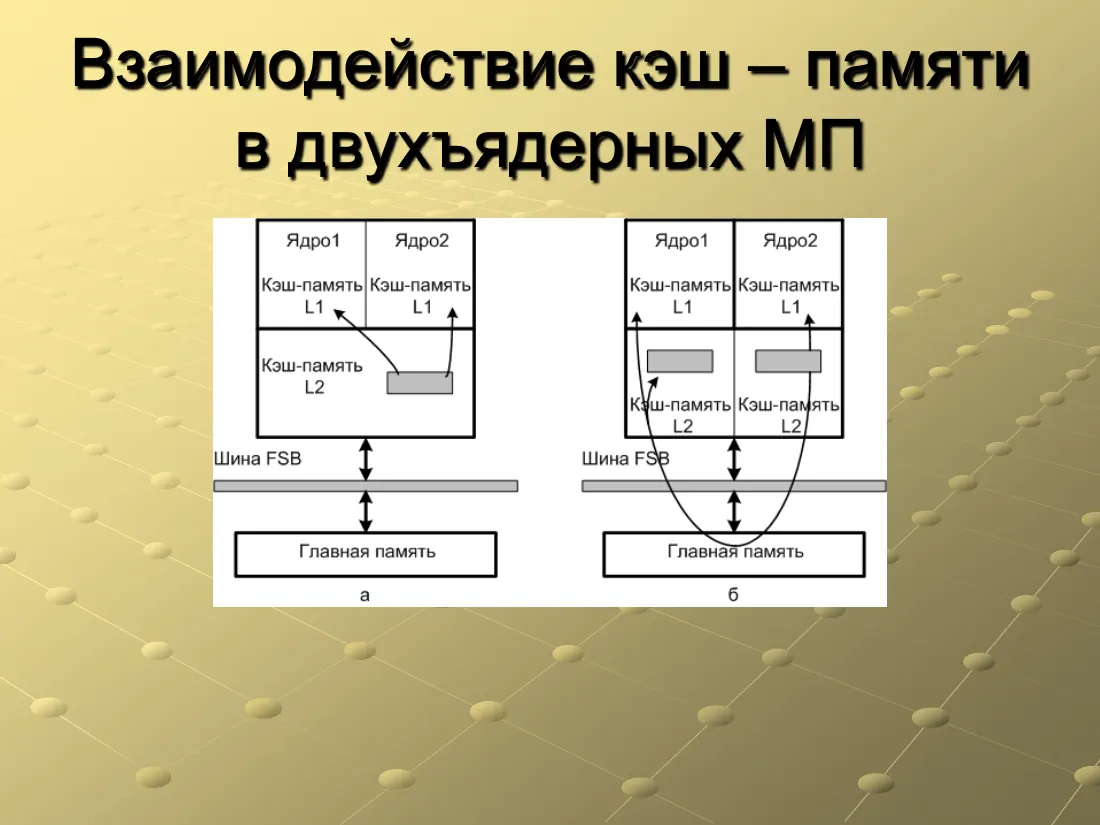 Взаимодействие кэш – памяти
в двухъядерных МП
Ядро1
Ядро2
Кэш-память
L1
Кэш-память
L1
Кэш-память
L2
Шина FSB
Главная память
а
Ядро1
Ядро2
Кэш-память
L1
Кэш-память
L1
Кэш-память
L2
Кэш-память
L2
Шина FSB
Главная память
б